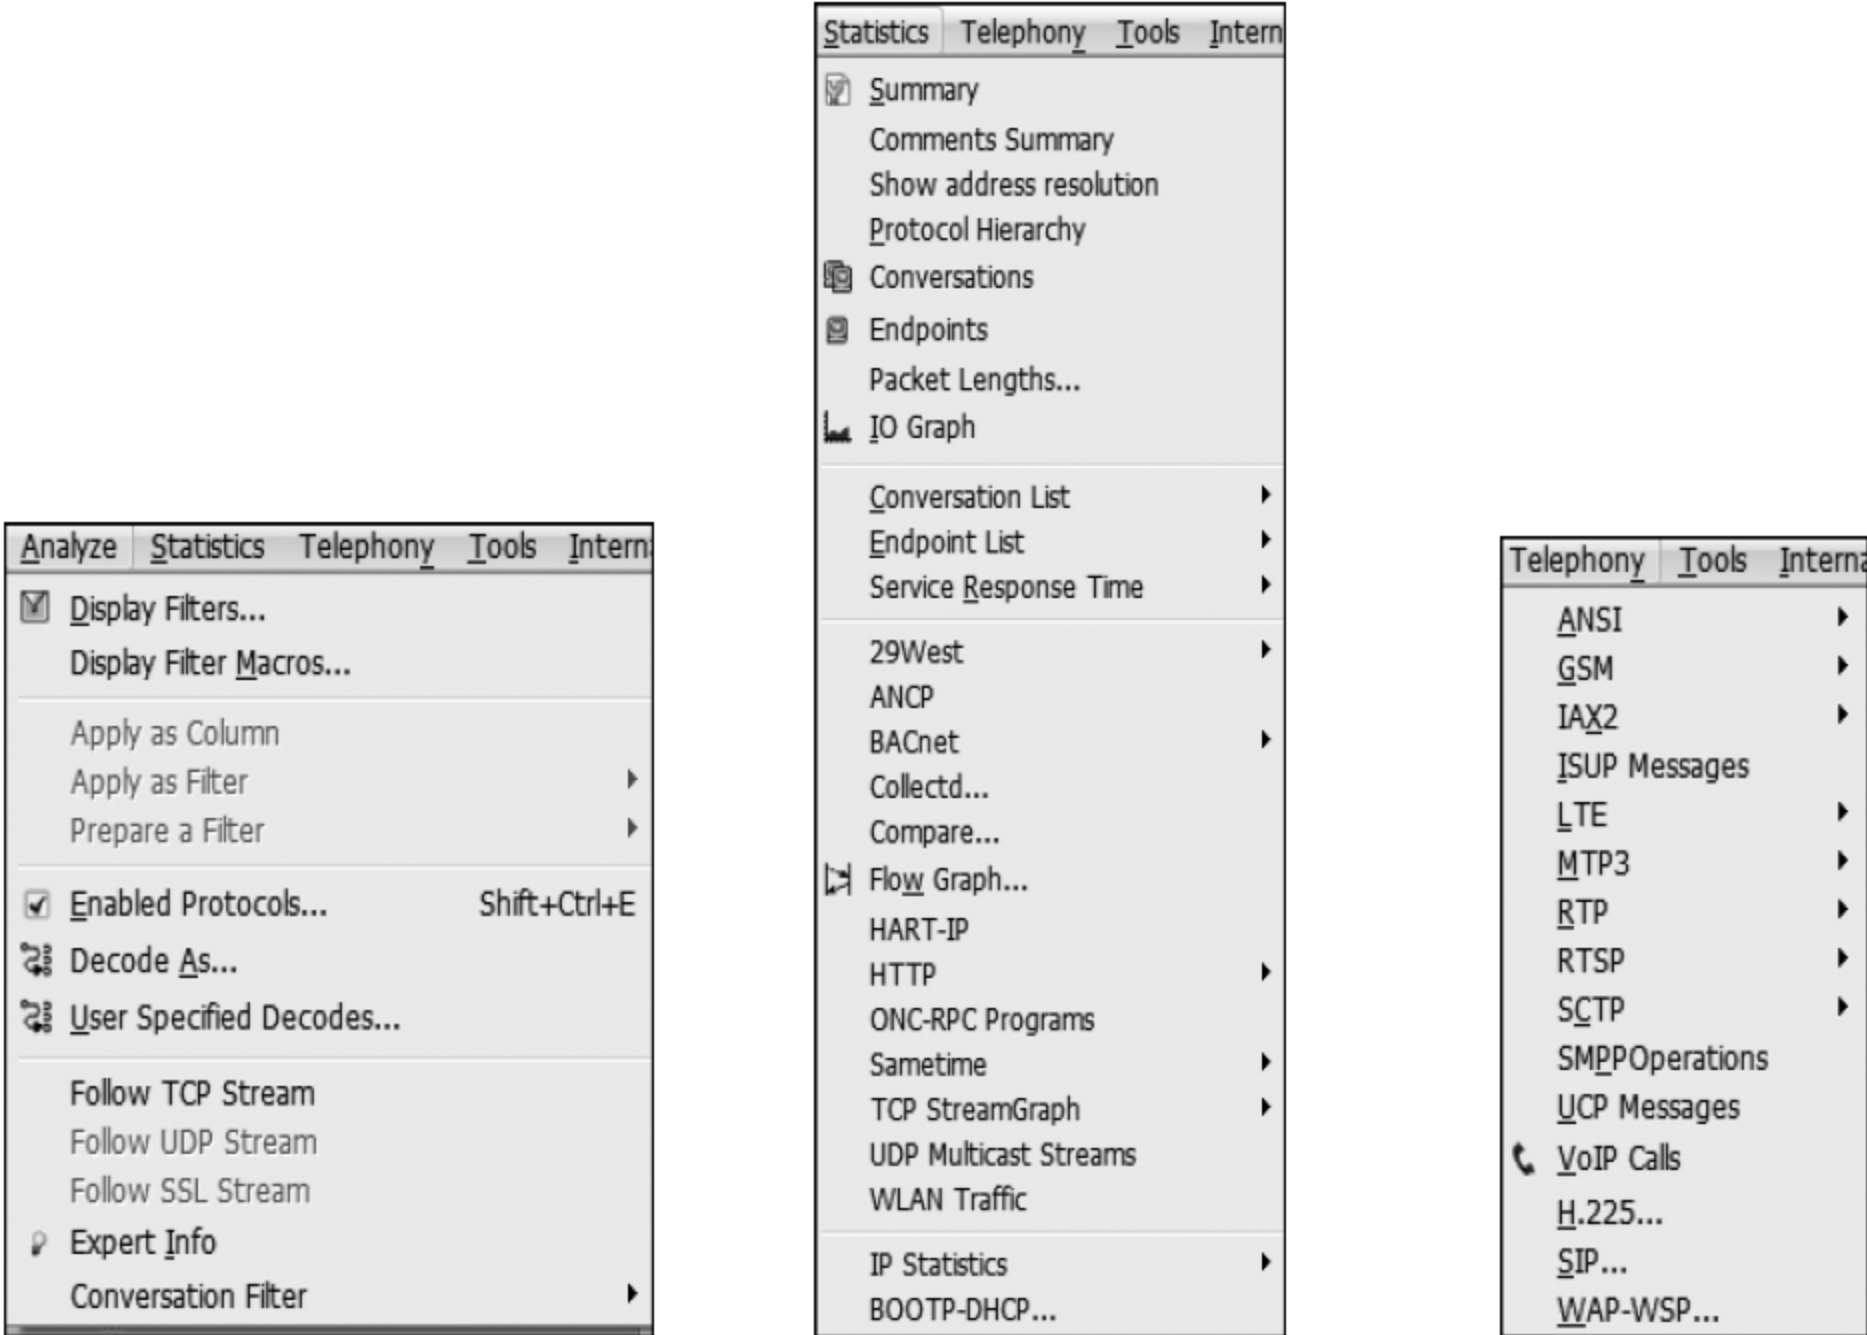 Analyze Statistics Telephony Tools Intern
Display Filters...
Display Filter Macros...
Apply as Column
Apply as Filter
Prepare a Filter
Enabled Protocols... Shift+Ctrl+E
Decode As...
User Specified Decodes...
Follow TCP Stream
Follow UDP Stream
Follow SSL Stream
Expert Info
Conversation Filter
Statistics Telephony Tools Intern
Summary
Comments Summary
Show address resolution
Protocol Hierarchy
Conversations
Endpoints
Packet Lengths...
IO Graph
Conversation List
Endpoint List
Service Response Time
29West
ANCP
BACnet
Collectd...
Compare...
Flow Graph...
HART-IP
HTTP
ONC-RPC Programs
Sametime
TCP StreamGraph
UDP Multicast Streams
WLAN Traffic
IP Statistics
BOOTP-DHCP...
Telephony Tools Interna
ANSI
GSM
IAX2
ISUP Messages
LTE
MTP3
RTP
RTSP
SCTP
SMPPOperations
UCP Messages
VoIP Calls
H.225...
SIP...
WAP-WSP...